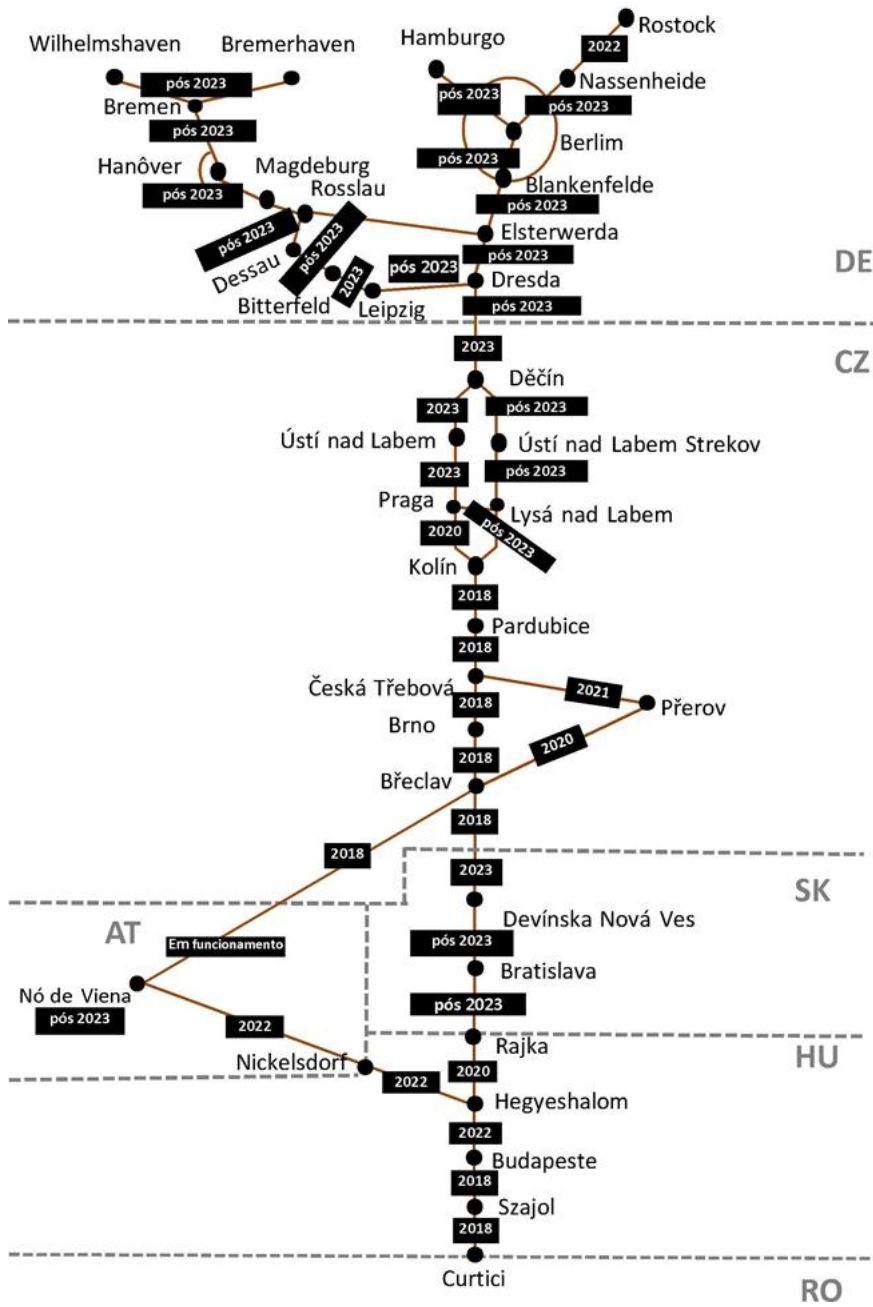 Wilhelmshaven
Bremerhaven
Hamburgo
Rostock
2022
Nassenheide
pós 2023
Bremen
pós 2023
pós 2023
pós 2023
Berlim
Hanôver
Magdeburg
pós 2023
Blankenfelde
pós 2023
Rosslau
pós 2023
pós 2023
Elsterwerda
pós 2023
pós 2023
Dessau
pós 2023
DE
Bitterfeld
2023
Leipzig
Dresda
pós 2023
2023
CZ
Děčín
2023
pós 2023
Ústí nad Labem
Ústí nad Labem Strekov
2023
pós 2023
Praga
Lysá nad Labem
2020
pós 2023
Kolín
2018
Pardubice
2018
Česká Třebová
2021
2018
Přerov
Brno
2020
2018
Břeclav
2018
2018
2023
SK
AT
Devínska Nová Ves
Em funcionamento
pós 2023
Bratislava
Nó de Viena
pós 2023
pós 2023
2022
Rajka
HU
Nickelsdorf
2022
2020
Hegyeshalom
2022
Budapeste
2018
Szajol
2018
Curtici
RO